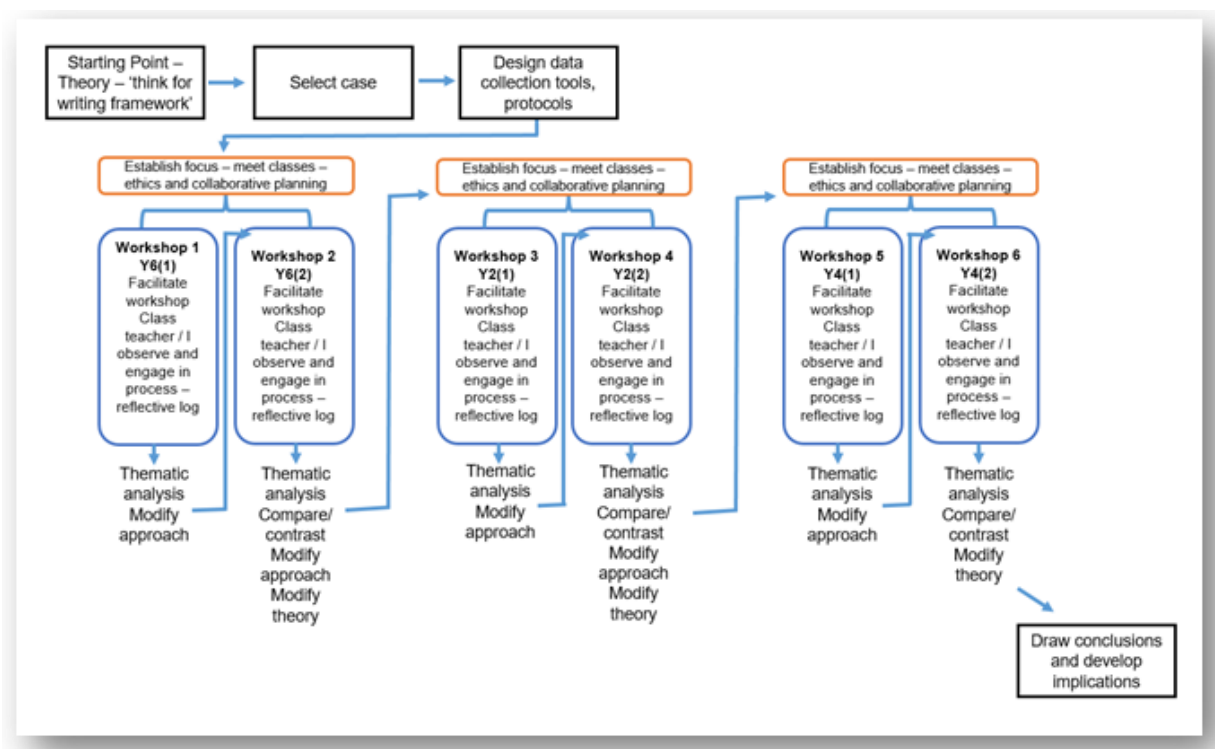 Starting Point –
Theory – ‘think for
writing framework’
Select case
Design data
collection tools,
protocols
Establish focus – meet classes –
ethics and collaborative planning
Establish focus – meet classes –
ethics and collaborative planning
Establish focus – meet classes –
ethics and collaborative planning
Workshop 1
Y6(1)
Facilitate
workshop
Class
teacher / I
observe and
engage in
process –
reflective log
Thematic
analysis
Modify
approach
Workshop 2
Y6(2)
Facilitate
workshop
Class
teacher / I
observe and
engage in
process –
reflective log
Thematic
analysis
Compare/
contrast
Modify
approach
Modify
theory
Workshop 3
Y2(1)
Facilitate
workshop
Class
teacher / I
observe and
engage in
process –
reflective log
Thematic
analysis
Modify
approach
Workshop 4
Y2(2)
Facilitate
workshop
Class
teacher / I
observe and
engage in
process –
reflective log
Thematic
analysis
Compare/
contrast
Modify
approach
Modify
theory
Workshop 5
Y4(1)
Facilitate
workshop
Class
teacher / I
observe and
engage in
process –
reflective log
Thematic
analysis
Modify
approach
Workshop 6
Y4(2)
Facilitate
workshop
Class
teacher / I
observe and
engage in
process –
reflective log
Thematic
analysis
Compare/
contrast
Modify
theory
Draw conclusions
and develop
implications